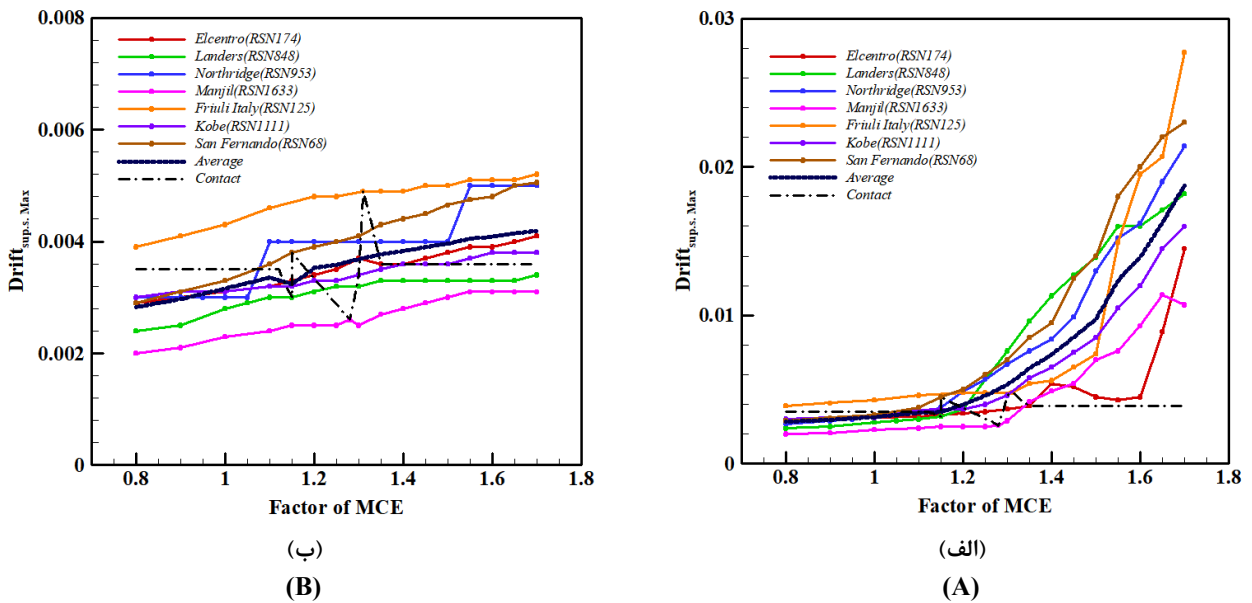 0.008
0.006
0.004
0.002
0
0.8
1
1.2
1.4
1.6
1.8
Drift sup.s. Max
Factor of MCE
Elcentro(RSN174)
Landers(RSN848)
Northridge(RSN953)
Manjil(RSN1633)
Friuli Italy(RSN125)
Kobe(RSN1111)
San Fernando(RSN68)
Average
Contact
(ب)
(B)
0.03
0.02
0.01
0
0.8
1
1.2
1.4
1.6
1.8
Drift sup.s. Max
Factor of MCE
Elcentro(RSN174)
Landers(RSN848)
Northridge(RSN953)
Manjil(RSN1633)
Friuli Italy(RSN125)
Kobe(RSN1111)
San Fernando(RSN68)
Average
Contact
(الف)
(A)